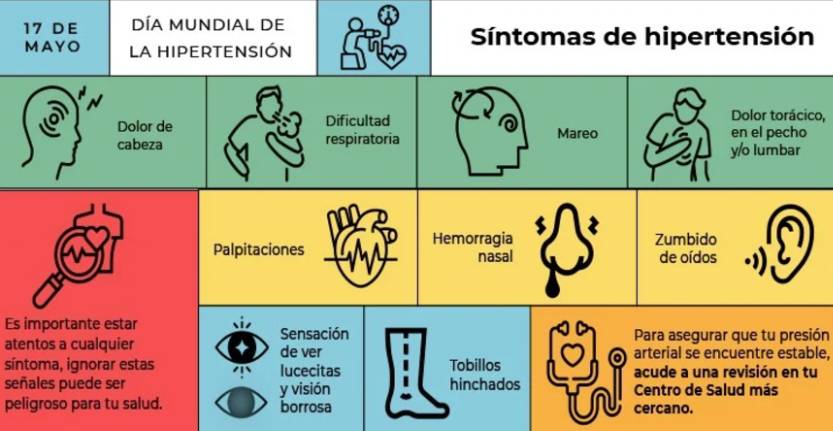 17 DE
MAYO
DÍA MUNDIAL DE
LA HIPERTENSIÓN
Síntomas de hipertensión
Dolor de
cabeza
Dificultad
respiratoria
Mareo
Dolor torácico,
en el pecho
y/o lumbar
Es importante estar
atentos a cualquier
síntoma, ignorar estas
señales puede ser
peligroso para tu salud.
Palpitaciones
Hemorragia
nasal
Zumbido
de oídos
Sensación
de ver
lucecitas
y visión
borrosa
Tobillos
hinchados
Para asegurar que tu presión
arterial se encuentre estable,
acude a una revisión en tu
Centro de Salud más
cercano.